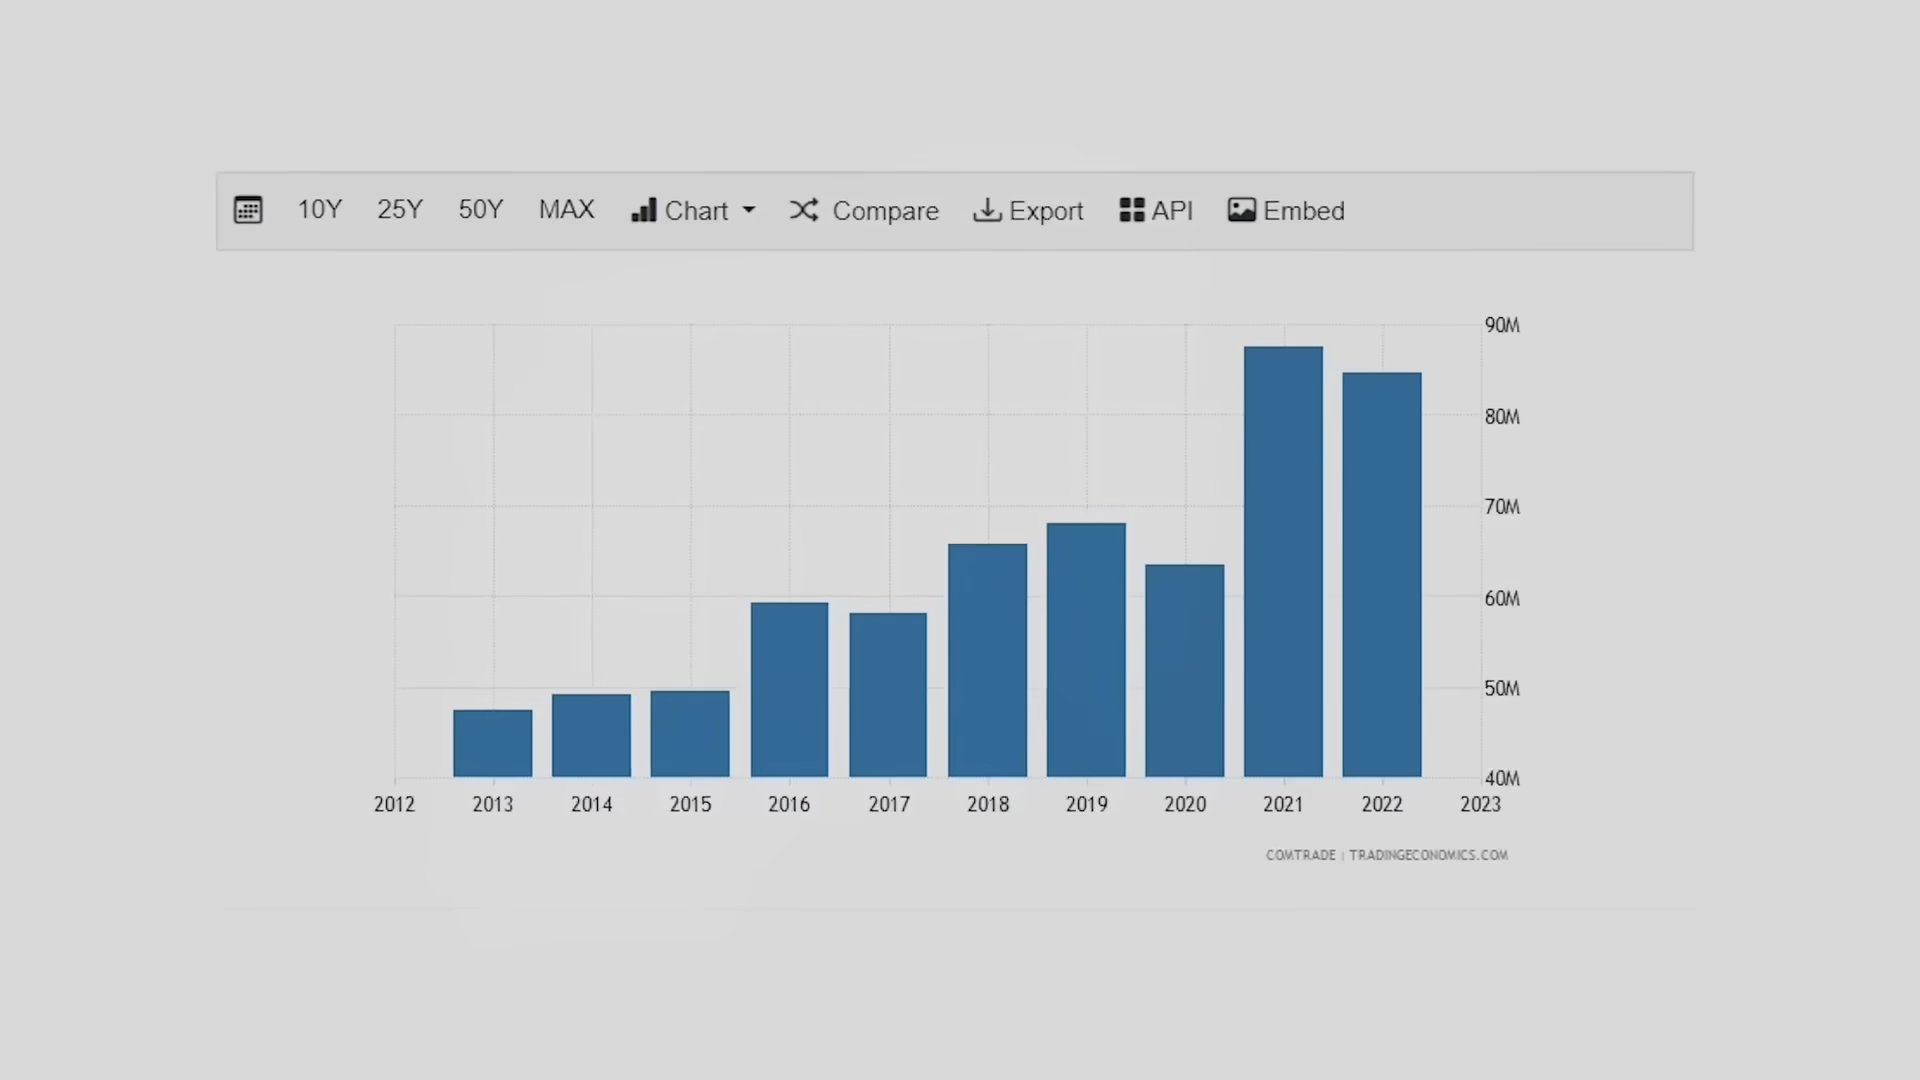 10Y 25Y 50Y MAX Chart Compare Export API Embed
90M
80M
70M
60M
50M
40M
2012 2013 2014 2015 2016 2017 2018 2019 2020 2021 2022 2023
COMTRADE | TRADINGECONOMICS.COM